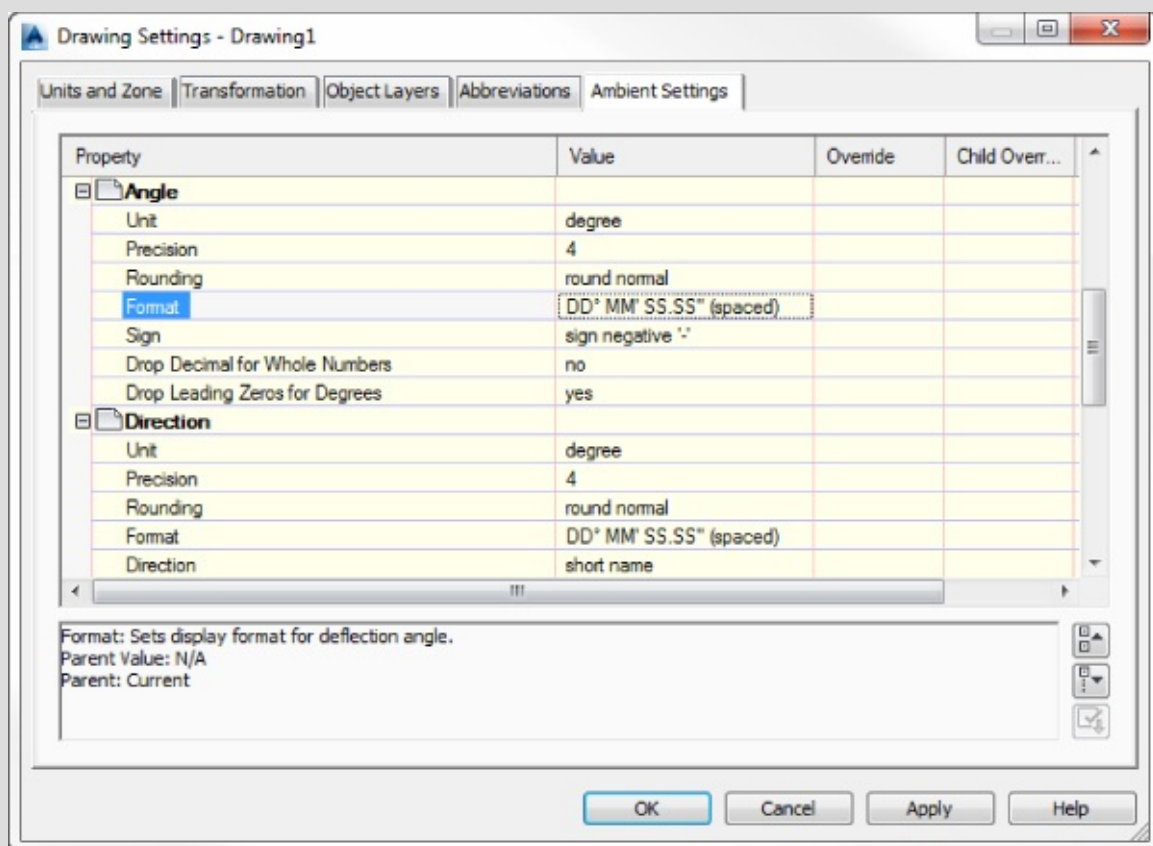 Drawing Settings - Drawing1
Units and Zone Transformation Object Layers Abbreviations Ambient Settings
Property Value Override Child Overr...
Angle
Unit degree
Precision 4
Rounding round normal
Format DD° MM' SS.SS" (spaced)
Sign sign negative '-'
Drop Decimal for Whole Numbers no
Drop Leading Zeros for Degrees yes
Direction
Unit degree
Precision 4
Rounding round normal
Format DD° MM' SS.SS" (spaced)
Direction short name
Format: Sets display format for deflection angle.
Parent Value: N/A
Parent: Current
OK Cancel Apply Help